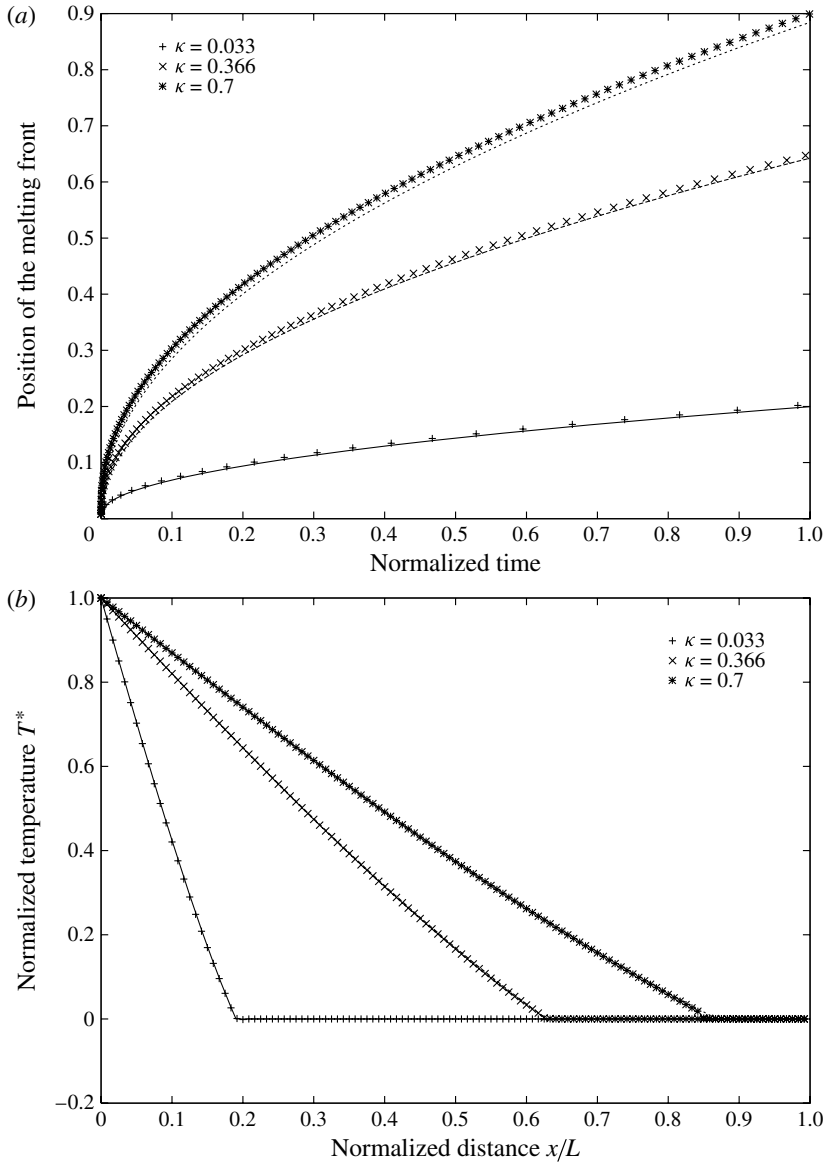 (a)
0.9
0.8
0.7
0.6
0.5
0.4
0.3
0.2
0.1
Position of the melting front
κ = 0.033
κ = 0.366
κ = 0.7
0 0.1 0.2 0.3 0.4 0.5 0.6 0.7 0.8 0.9 1.0
Normalized time
(b)
1.0
0.8
0.6
0.4
0.2
0
−0.2
Normalized temperature T*
κ = 0.033
κ = 0.366
κ = 0.7
0 0.1 0.2 0.3 0.4 0.5 0.6 0.7 0.8 0.9 1.0
Normalized distance x/L